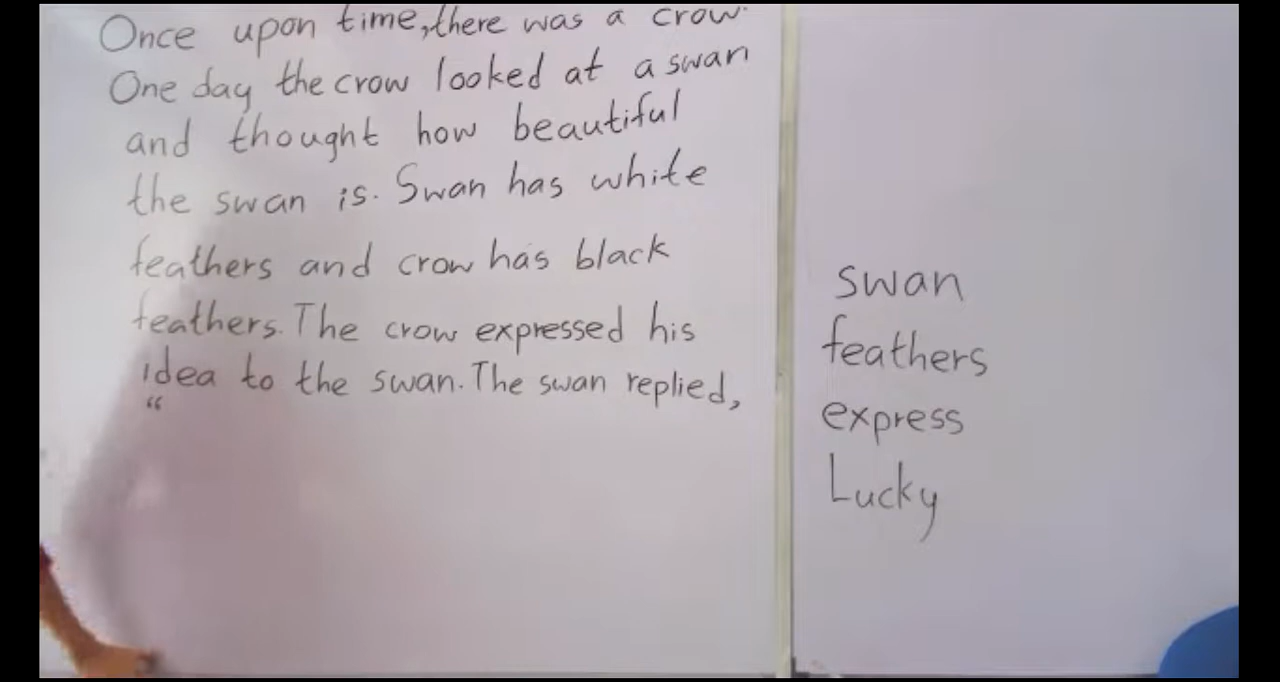 Once upon time, there was a crow.
One day the crow looked at a swan
and thought how beautiful
the swan is. Swan has white
feathers and crow has black
feathers. The crow expressed his
idea to the swan. The swan replied,
“
swan
feathers
express
Lucky